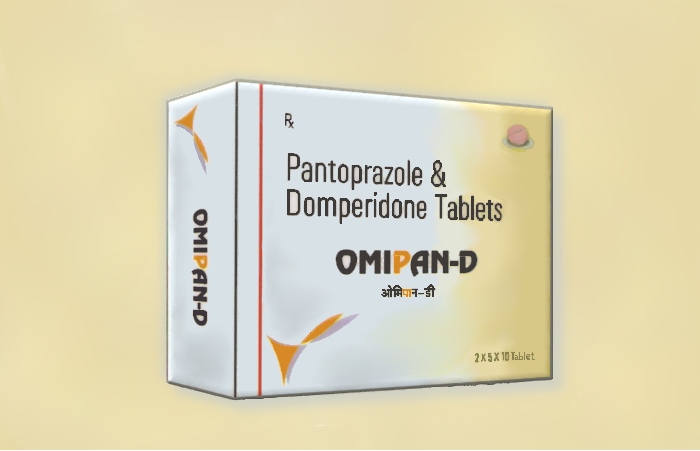 OMIPAN-D
Rx
Pantoprazole &
Domperidone Tablets
OMIPAN-D
ओमिपान-डी
2 X 5 X 10 Tablet